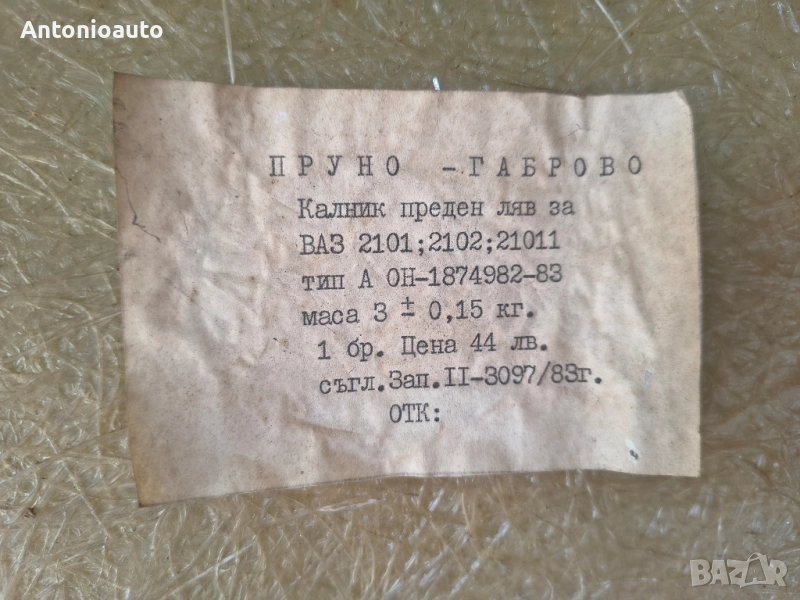 Antonioauto
ПРУНО - ГАБРОВО
Калник преден ляв за
ВАЗ 2101;2102;21011
тип А ОН-1874982-83
маса 3 ± 0,15 кг.
1 бр. Цена 44 лв.
съгл.Зап.II-3097/83г.
ОТК:
BAZAR